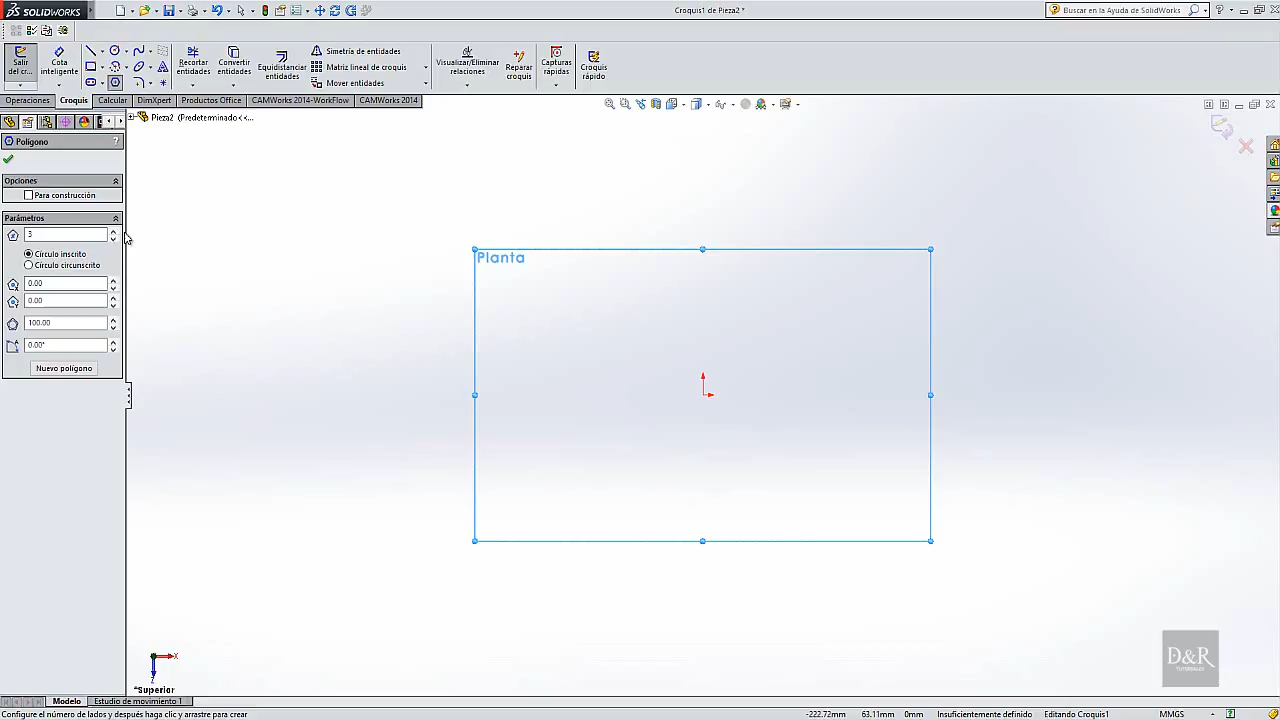 SOLIDWORKS
Croquis1 de Pieza2 *
Buscar en la Ayuda de SolidWorks
Salir del cr...
Cota inteligente
Recortar entidades
Convertir entidades
Equidistanciar entidades
Simetría de entidades
Matriz lineal de croquis
Mover entidades
Visualizar/Eliminar relaciones
Reparar croquis
Capturas rápidas
Croquis rápido
Operaciones
Croquis
Calcular
DimXpert
Productos Office
CAMWorks 2014-WorkFlow
CAMWorks 2014
Pieza2 (Predeterminado<<...
Polígono
?
Opciones
Para construcción
Parámetros
3
Círculo inscrito
Círculo circunscrito
0.00
0.00
100.00
0.00°
Nuevo polígono
Planta
X
Z
*Superior
D&R
TUTORIALES
Modelo
Estudio de movimiento 1
Configure el número de lados y después haga clic y arrastre para crear
-222.72mm
63.11mm
0mm
Insuficientemente definido
Editando Croquis1
MMGS